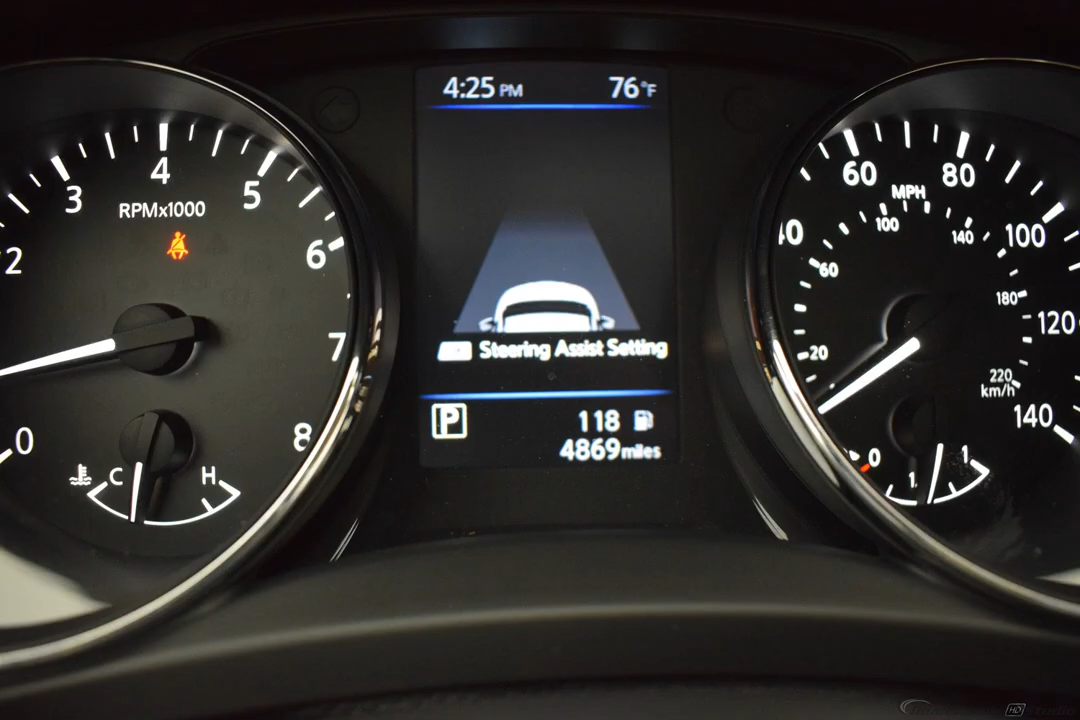 4:25 PM 76°F
Steering Assist Setting
P 118
4869 miles
2 3 4 5 6 7 8 0
RPMx1000
C H
40 60 80 100 120 140
MPH
20 60 100 140 180 220
km/h
0
HD